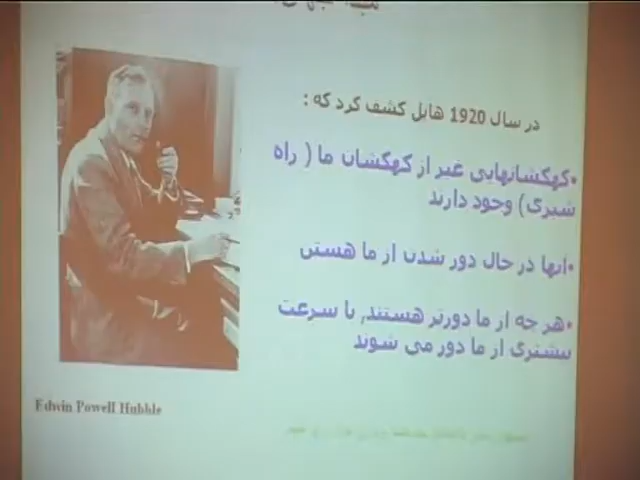 در سال 1920 هابل کشف کرد که :
•کهکشانهایی غیر از کهکشان ما ( راه
شیری) وجود دارند
•آنها در حال دور شدن از ما هستن
•هر چه از ما دورتر هستند, با سرعت
بیشتری از ما دور می شوند
Edwin Powell Hubble